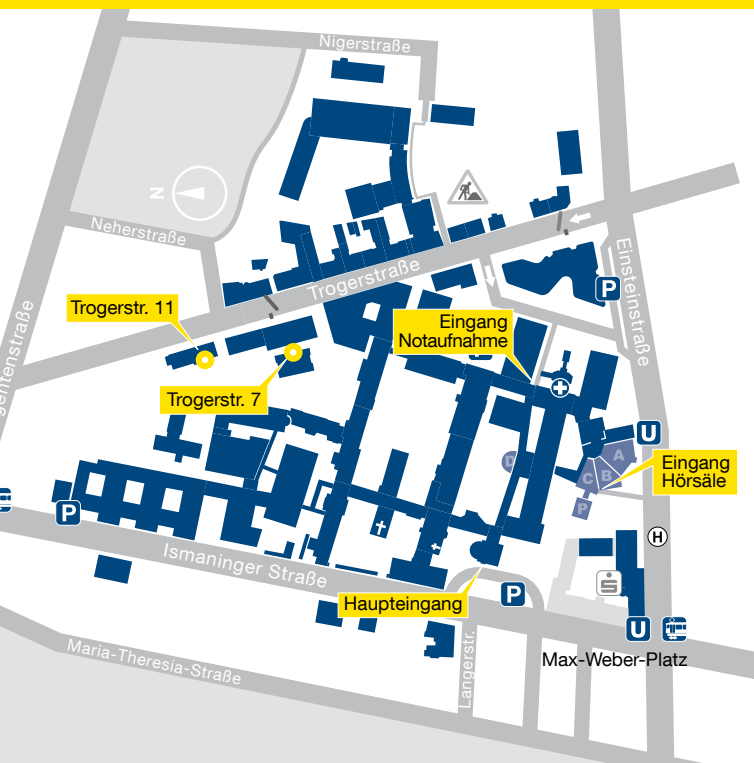 Nigerstraße
N
Neherstraße
Trogerstraße
Einsteinstraße
P
Trogerstr. 11
Eingang
Notaufnahme
Trogerstr. 7
gentenstraße
U
A
B
C
D
P
Eingang
Hörsäle
P
H
Ismaninger Straße
S
Haupteingang
P
U
Max-Weber-Platz
Langerstr.
Maria-Theresia-Straße